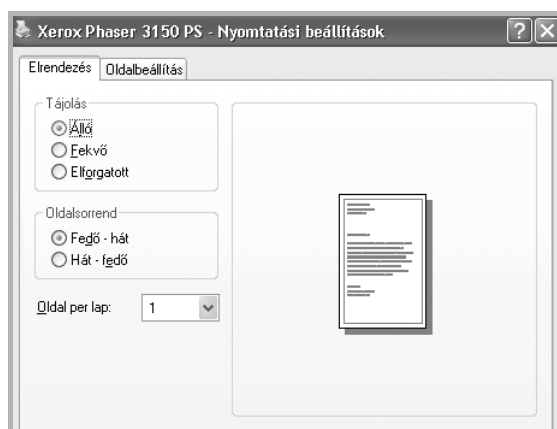 Xerox Phaser 3150 PS - Nyomtatási beállítások
Elrendezés Oldalbeállítás
Tájolás
Álló
Fekvő
Elforgatott
Oldalsorrend
Fedő - hát
Hát - fedő
Oldal per lap: 1